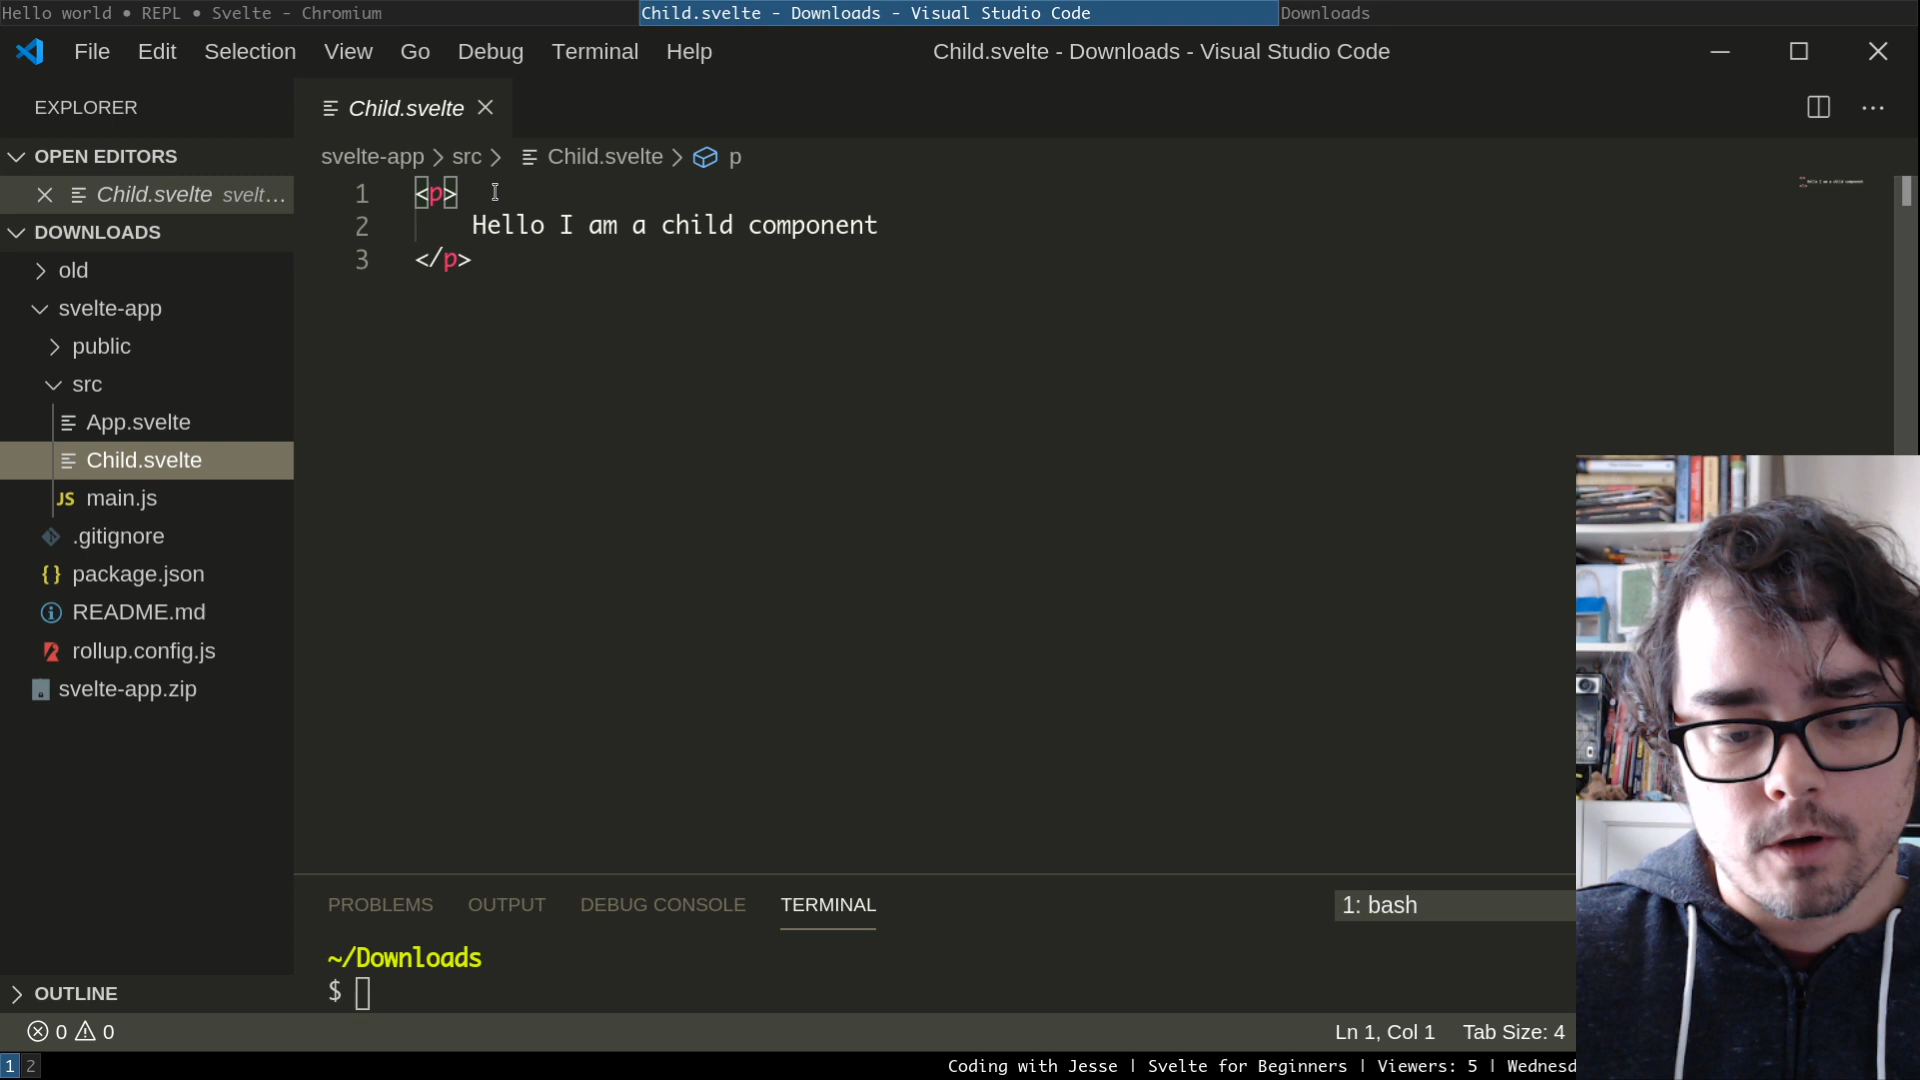 Hello world • REPL • Svelte - Chromium
Child.svelte - Downloads - Visual Studio Code
Downloads
File Edit Selection View Go Debug Terminal Help
Child.svelte - Downloads - Visual Studio Code
EXPLORER
Child.svelte
OPEN EDITORS
Child.svelte svelt...
DOWNLOADS
old
svelte-app
public
src
App.svelte
Child.svelte
JS main.js
.gitignore
{} package.json
README.md
rollup.config.js
svelte-app.zip
OUTLINE
svelte-app > src > Child.svelte > p
1 <p>
2 Hello I am a child component
3 </p>
PROBLEMS OUTPUT DEBUG CONSOLE TERMINAL
1: bash
~/Downloads
$
0 0
Ln 1, Col 1 Tab Size: 4
1 2
Coding with Jesse | Svelte for Beginners | Viewers: 5 | Wednesd